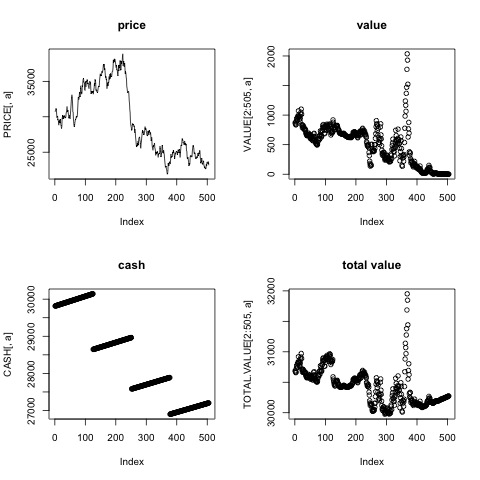 price
PRICE[, a]
35000
25000
0 100 200 300 400 500
Index
value
VALUE[2:505, a]
2000
1000
500
0
0 100 200 300 400 500
Index
cash
CASH[, a]
30000
29000
28000
27000
0 100 200 300 400 500
Index
total value
TOTAL.VALUE[2:505, a]
32000
31000
30000
0 100 200 300 400 500
Index